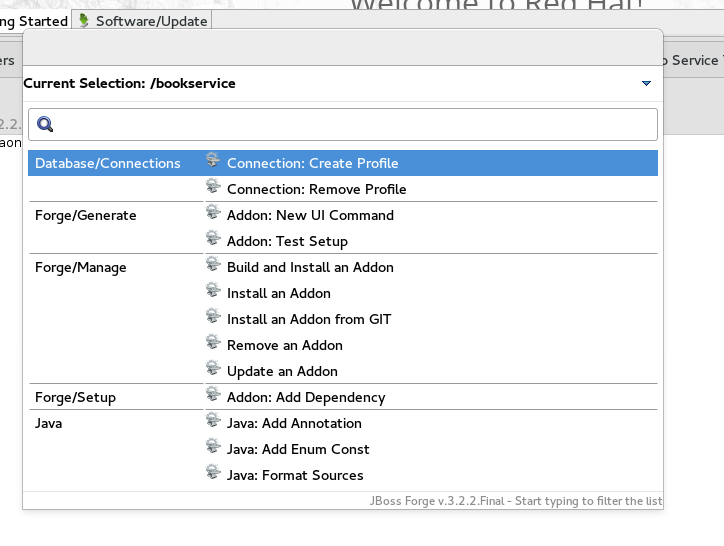 Welcome to Red Hat!
ng Started Software/Update
ers
o Service
Current Selection: /bookservice
2.2.
aon
Database/Connections Connection: Create Profile
Connection: Remove Profile
Forge/Generate Addon: New UI Command
Addon: Test Setup
Forge/Manage Build and Install an Addon
Install an Addon
Install an Addon from GIT
Remove an Addon
Update an Addon
Forge/Setup Addon: Add Dependency
Java Java: Add Annotation
Java: Add Enum Const
Java: Format Sources
JBoss Forge v.3.2.2.Final - Start typing to filter the list